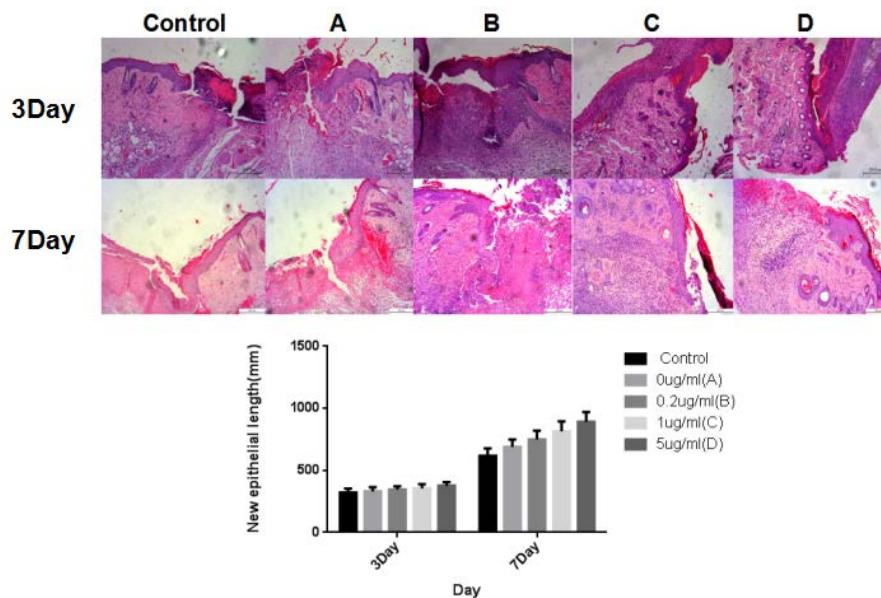 Control A B C D
3Day
7Day
1500
1000
500
0
New epithelial length(mm)
3Day 7Day
Day
Control
0ug/ml(A)
0.2ug/ml(B)
1ug/ml(C)
5ug/ml(D)